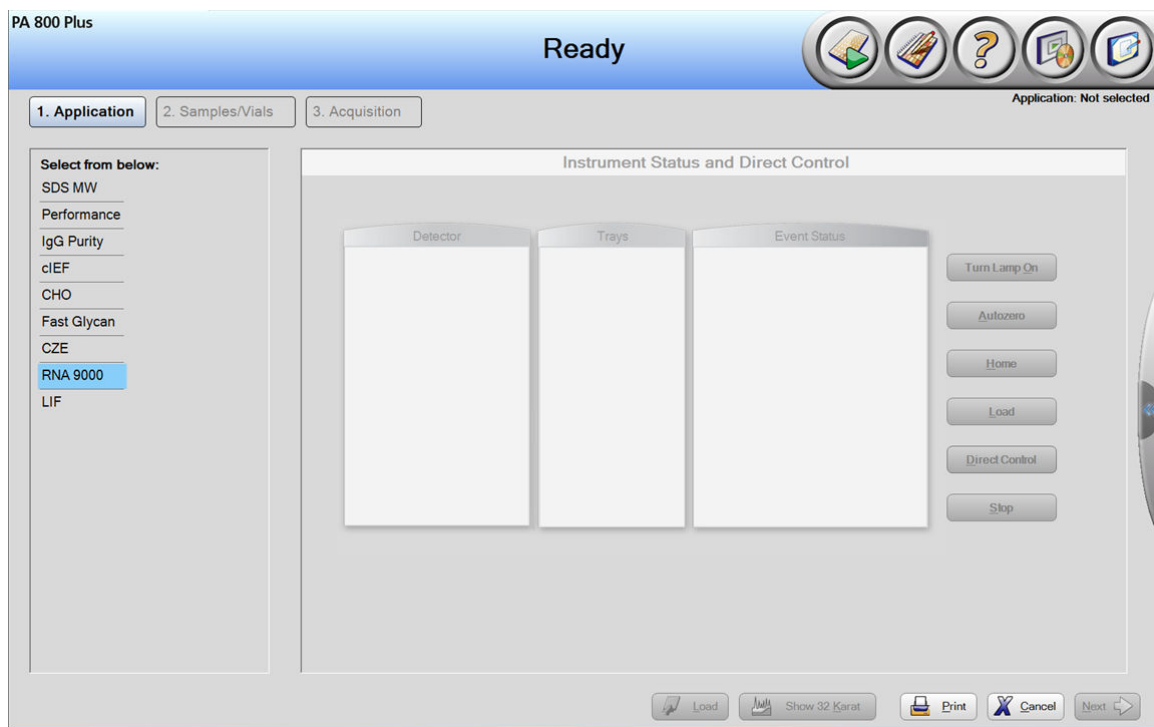 PA 800 Plus
Ready
Application: Not selected
1. Application
2. Samples/Vials
3. Acquisition
Select from below:
SDS MW
Performance
IgG Purity
cIEF
CHO
Fast Glycan
CZE
RNA 9000
LIF
Instrument Status and Direct Control
Detector
Trays
Event Status
Turn Lamp On
Autozero
Home
Load
Direct Control
Stop
Load
Show 32 Karat
Print
Cancel
Next